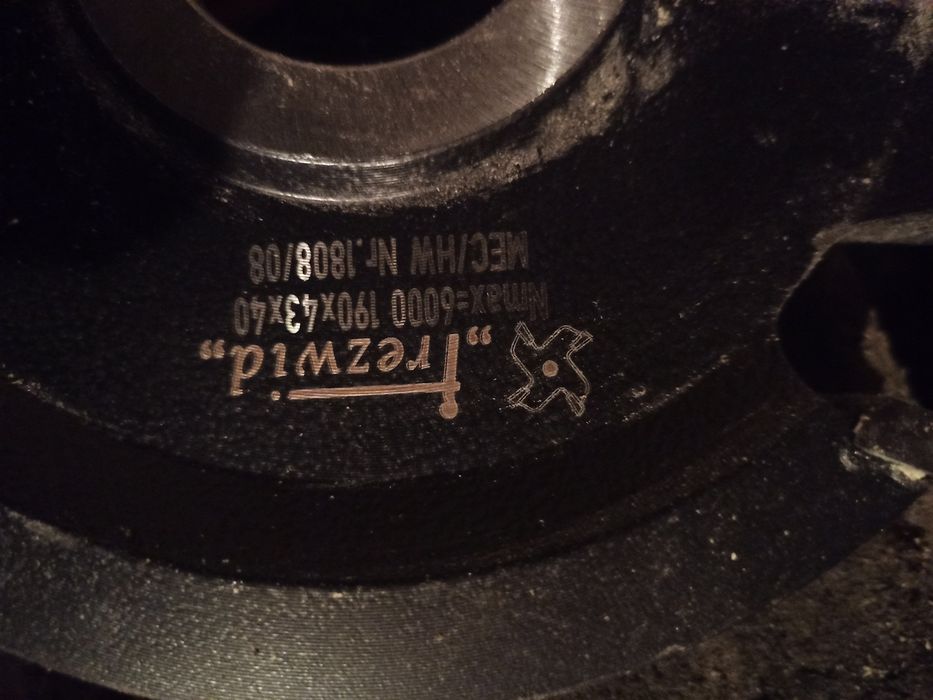 „frezwid”
Nmax=6000 190x43x40
MEC/HW Nr.1808/08